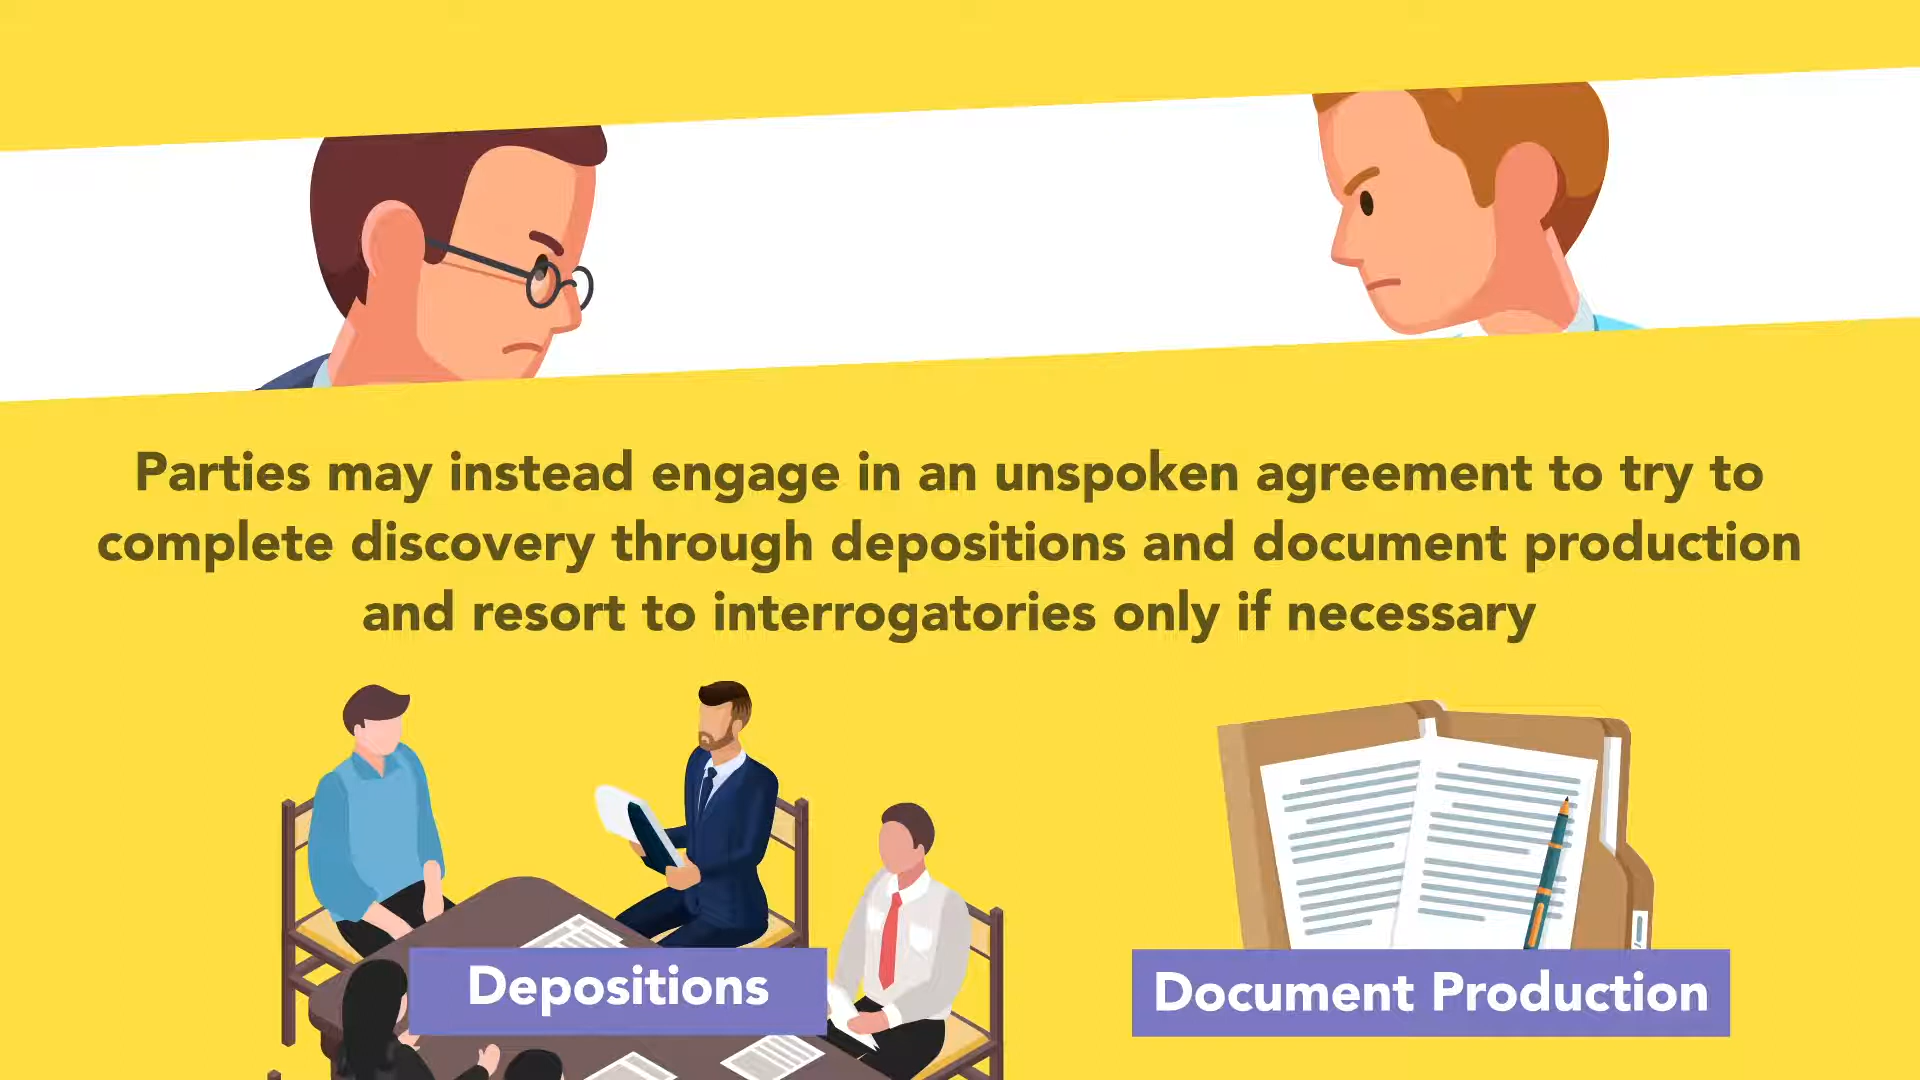 Parties may instead engage in an unspoken agreement to try to
complete discovery through depositions and document production
and resort to interrogatories only if necessary
Depositions
Document Production